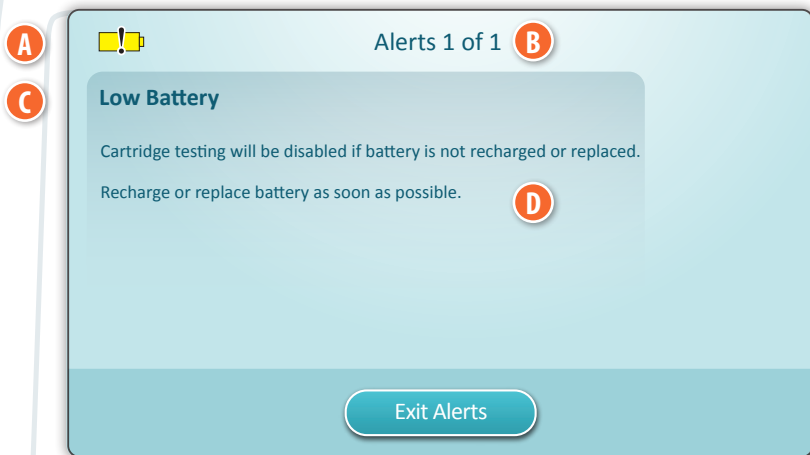 A
Alerts 1 of 1 B
C
Low Battery
Cartridge testing will be disabled if battery is not recharged or replaced.
Recharge or replace battery as soon as possible.
D
Exit Alerts